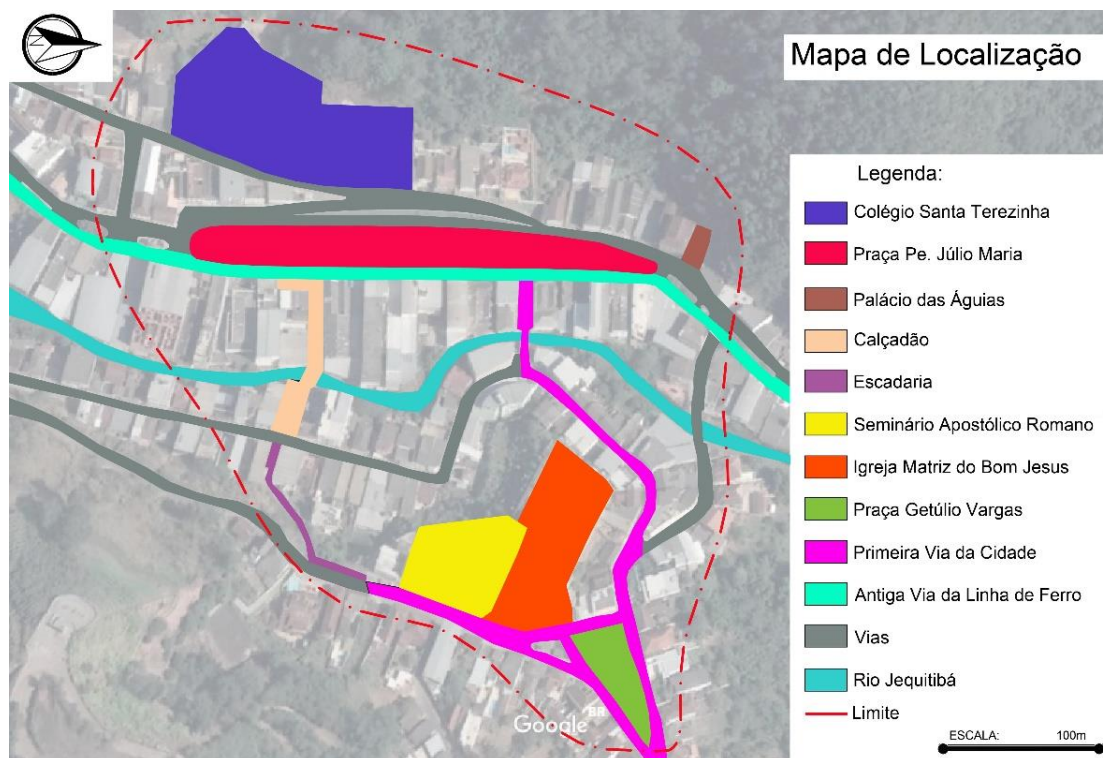 Mapa de Localização
Legenda:
Colégio Santa Terezinha
Praça Pe. Júlio Maria
Palácio das Águias
Calçadão
Escadaria
Seminário Apostólico Romano
Igreja Matriz do Bom Jesus
Praça Getúlio Vargas
Primeira Via da Cidade
Antiga Via da Linha de Ferro
Vias
Rio Jequitibá
Limite
ESCALA: 100m
Google